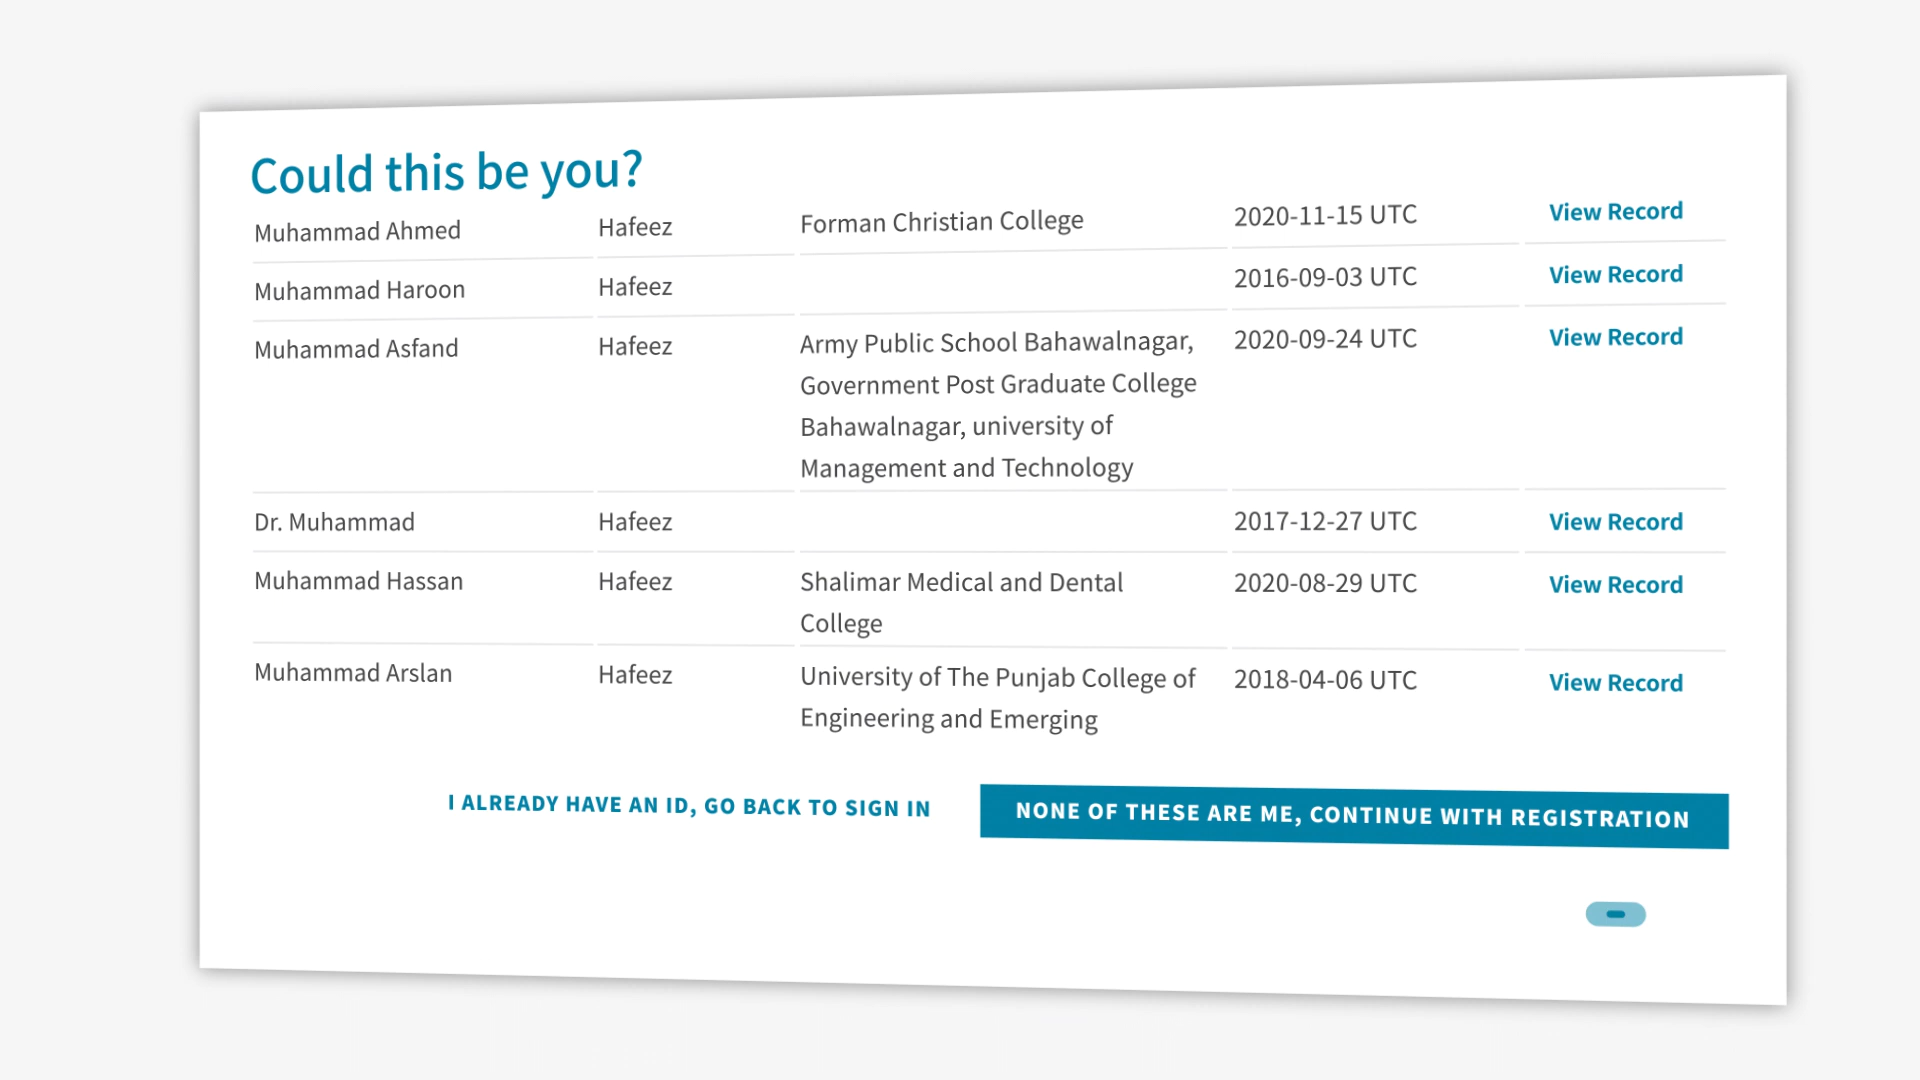 Could this be you?
Muhammad Ahmed Hafeez Forman Christian College 2020-11-15 UTC View Record
Muhammad Haroon Hafeez 2016-09-03 UTC View Record
Muhammad Asfand Hafeez Army Public School Bahawalnagar, 2020-09-24 UTC View Record
Government Post Graduate College
Bahawalnagar, university of
Management and Technology
Dr. Muhammad Hafeez 2017-12-27 UTC View Record
Muhammad Hassan Hafeez Shalimar Medical and Dental 2020-08-29 UTC View Record
College
Muhammad Arslan Hafeez University of The Punjab College of 2018-04-06 UTC View Record
Engineering and Emerging
I ALREADY HAVE AN ID, GO BACK TO SIGN IN NONE OF THESE ARE ME, CONTINUE WITH REGISTRATION